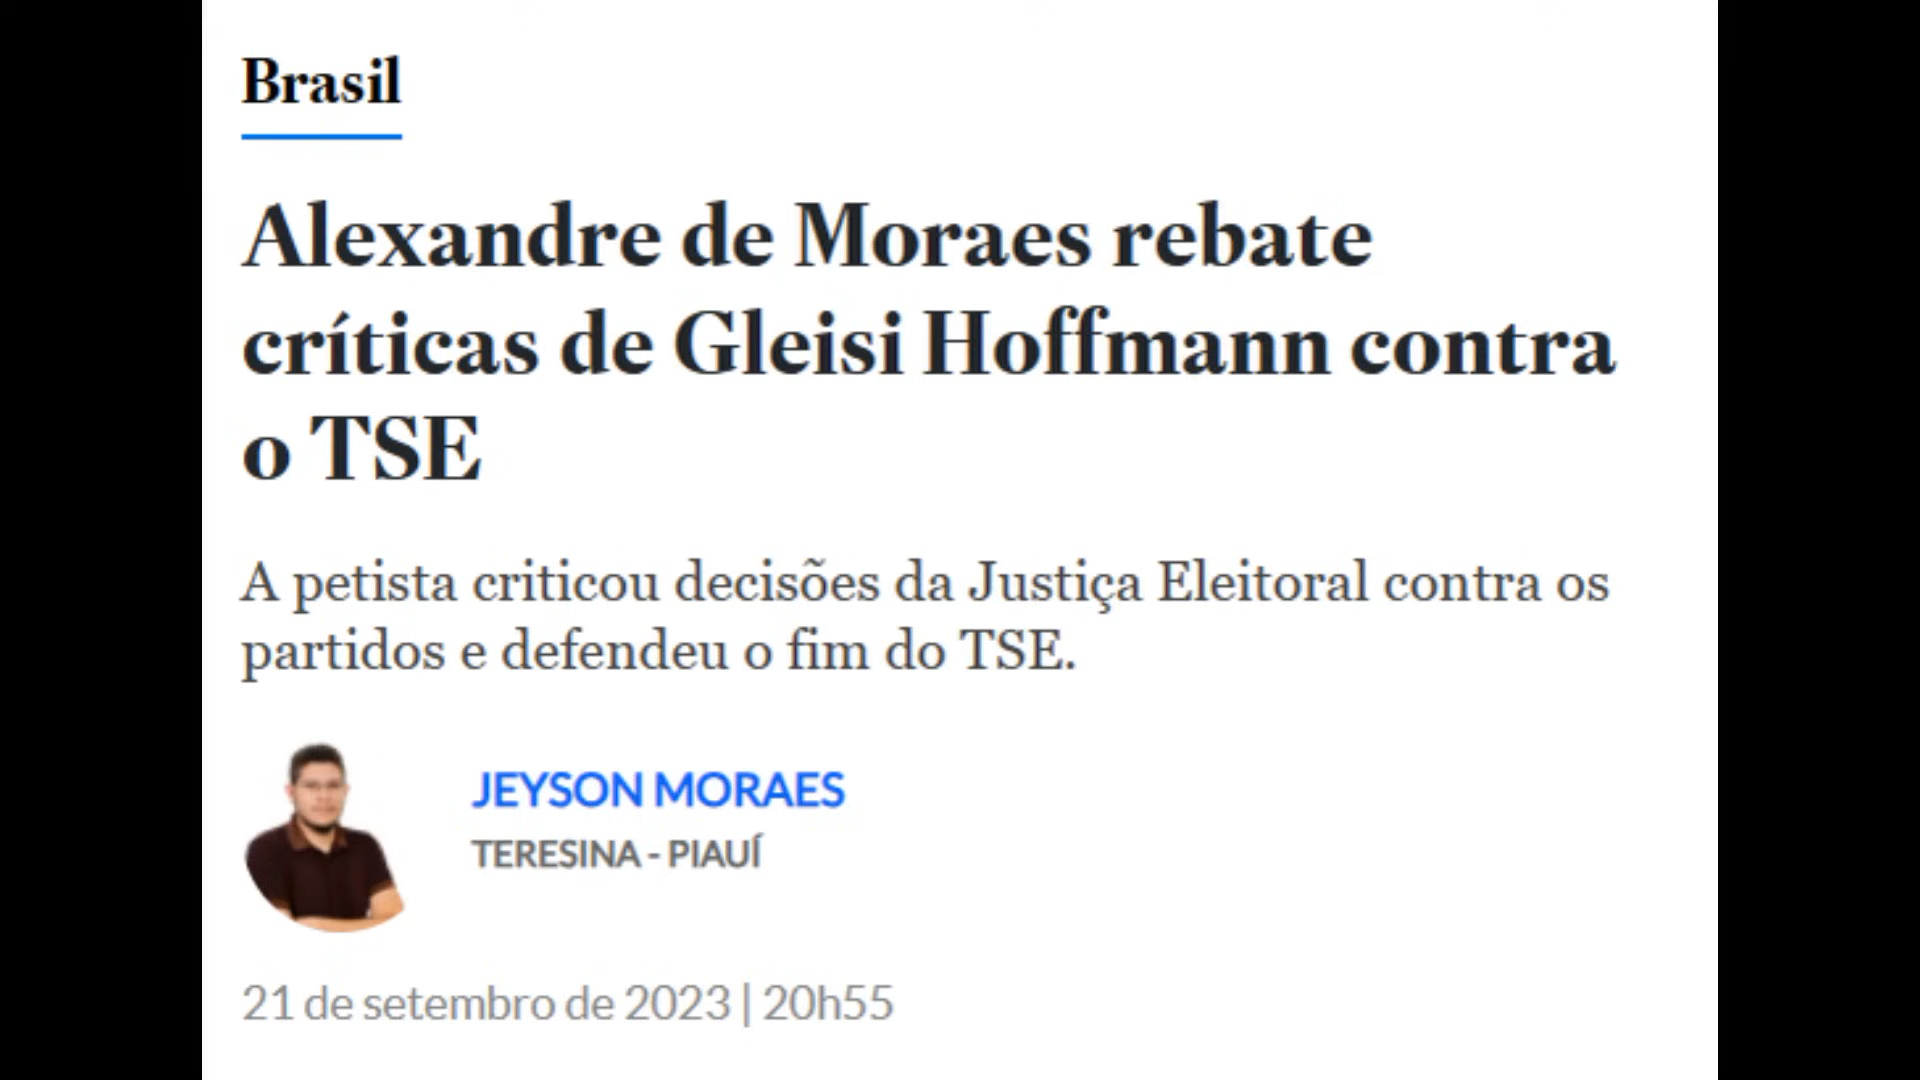 Brasil
Alexandre de Moraes rebate
críticas de Gleisi Hoffmann contra
o TSE
A petista criticou decisões da Justiça Eleitoral contra os
partidos e defendeu o fim do TSE.
JEYSON MORAES
TERESINA - PIAUÍ
21 de setembro de 2023 | 20h55